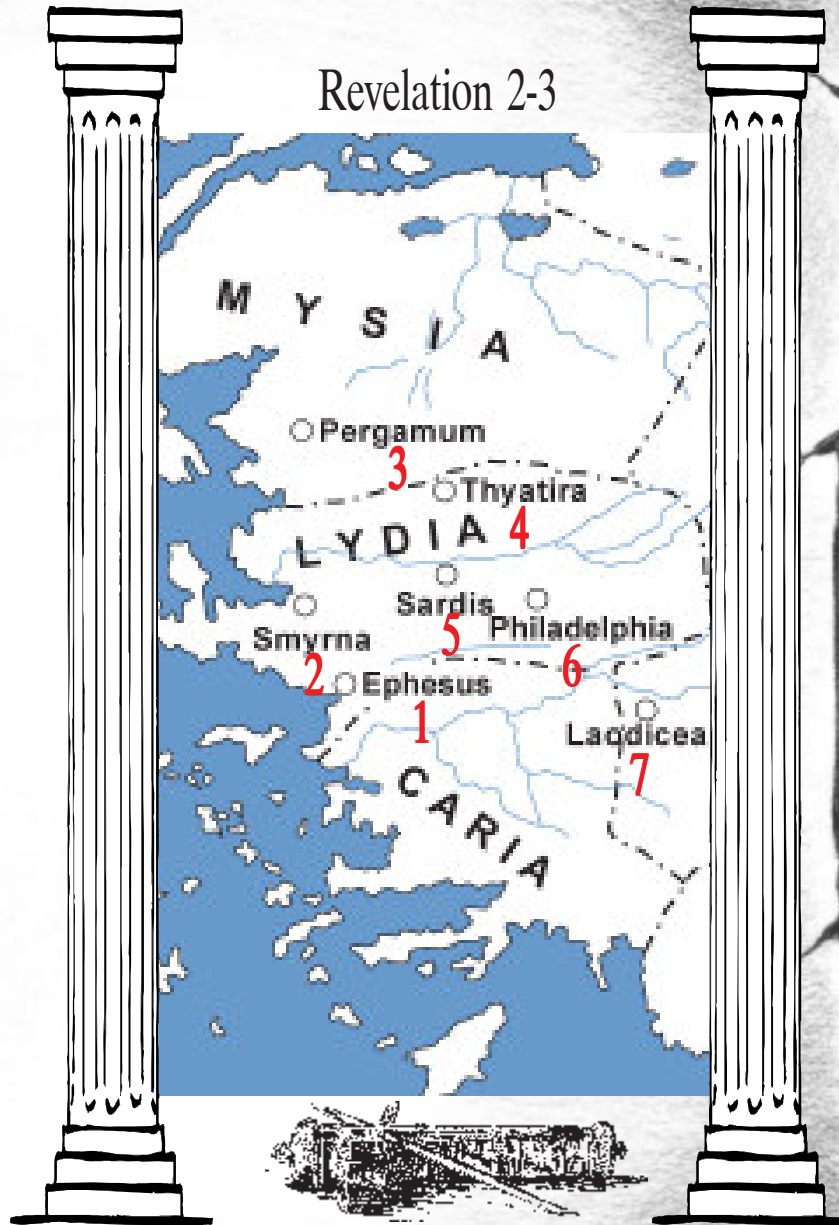 Revelation 2-3
MYSIA
Pergamum
3
Thyatira
4
LYDIA
Sardis
5
Philadelphia
6
Smyrna
2
Ephesus
1
Laodicea
7
CARIA